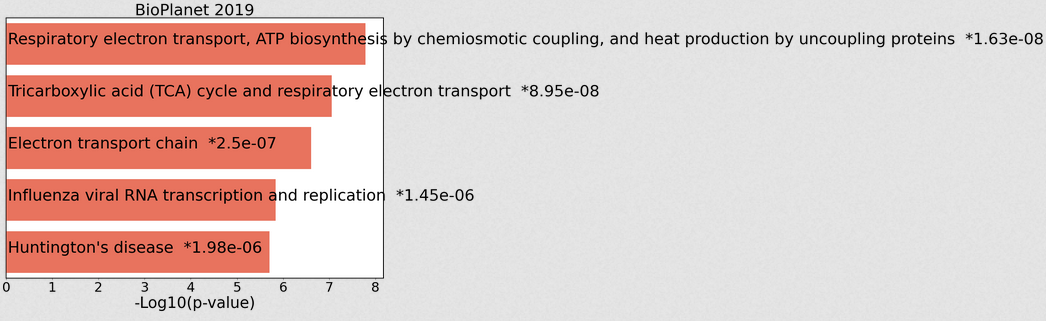 BioPlanet 2019
Respiratory electron transport, ATP biosynthesis by chemiosmotic coupling, and heat production by uncoupling proteins *1.63e-08
Tricarboxylic acid (TCA) cycle and respiratory electron transport *8.95e-08
Electron transport chain *2.5e-07
Influenza viral RNA transcription and replication *1.45e-06
Huntington's disease *1.98e-06
0 1 2 3 4 5 6 7 8
-Log10(p-value)